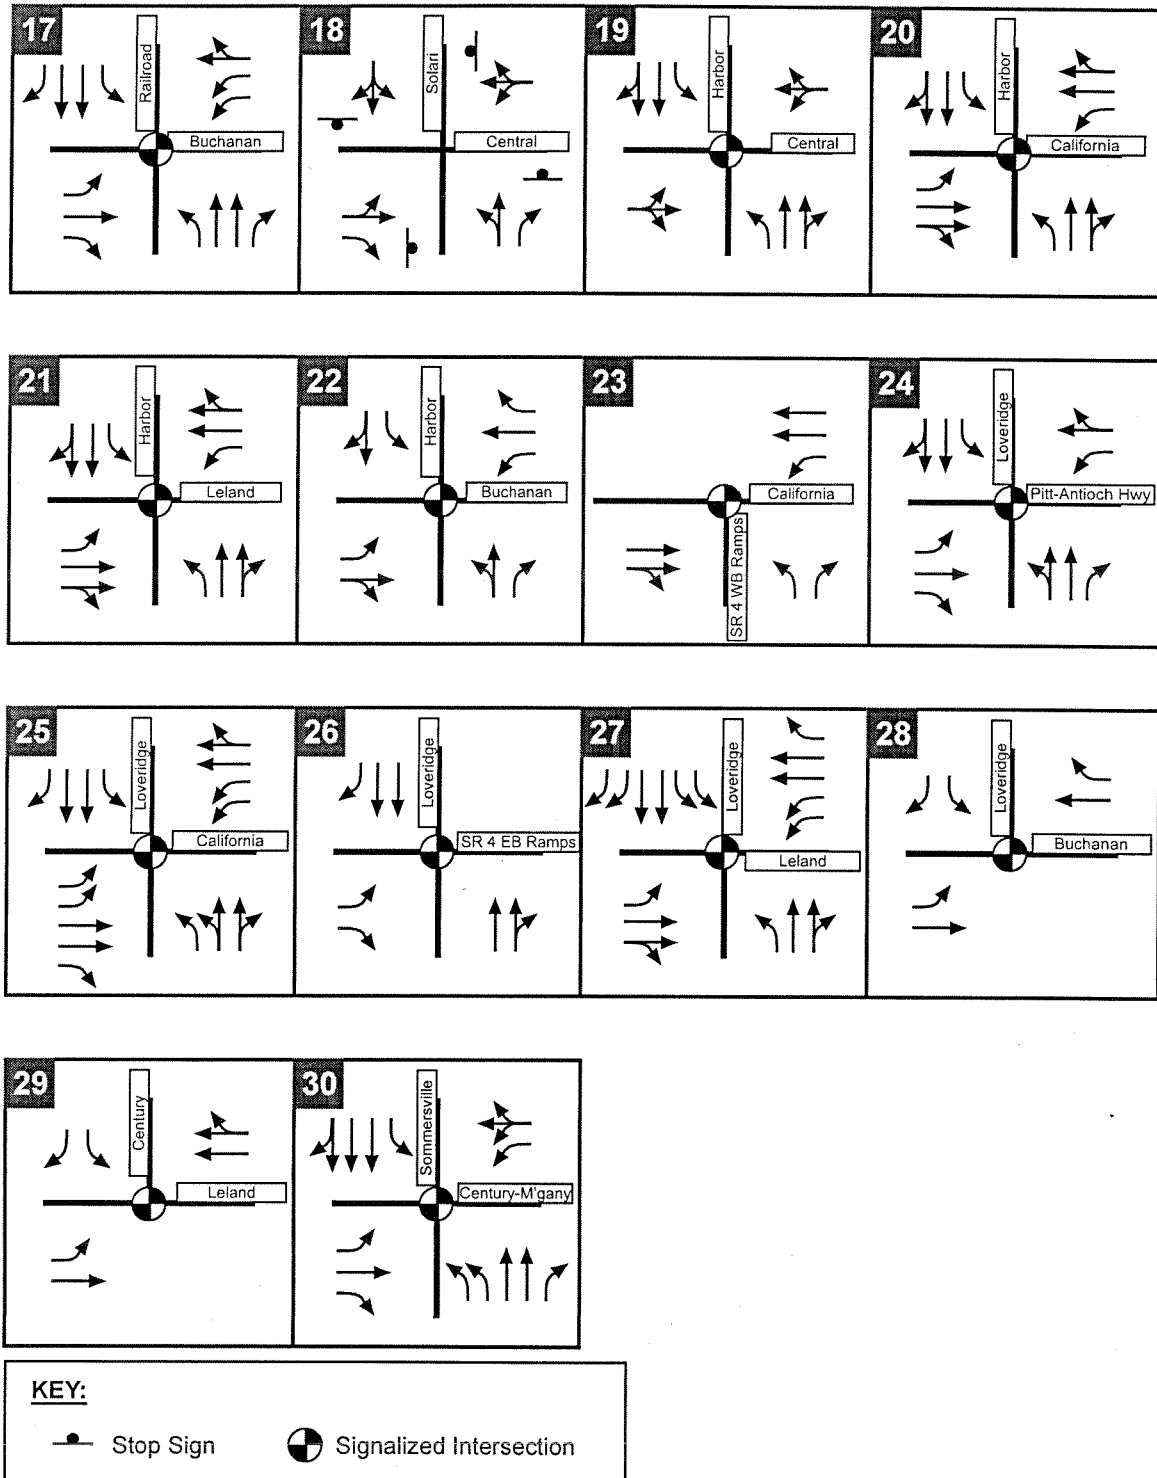 17
Railroad
Buchanan
18
Solari
Central
19
Harbor
Central
20
Harbor
California
21
Harbor
Leland
22
Harbor
Buchanan
23
California
SR 4 WB Ramps
24
Loveridge
Pitt-Antioch Hwy
25
Loveridge
California
26
Loveridge
SR 4 EB Ramps
27
Loveridge
Leland
28
Loveridge
Buchanan
29
Century
Leland
30
Sommersville
Century-M'gany
KEY:
Stop Sign
Signalized Intersection